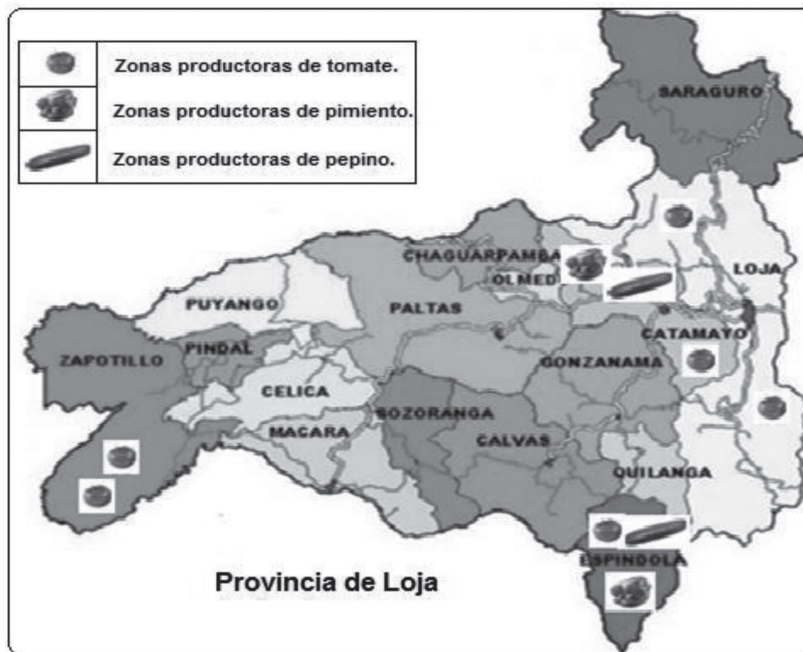 Zonas productoras de tomate.
Zonas productoras de pimiento.
Zonas productoras de pepino.
SARAGURO
CHAGUARPAMBA
OLMED
LOJA
PUYANGO
PALTAS
CATAMAYO
ZAPOTILLO
PINDAL
GONZANAMA
CELICA
SOZORANGA
MACARA
CALVAS
QUILANGA
ESPINDOLA
Provincia de Loja